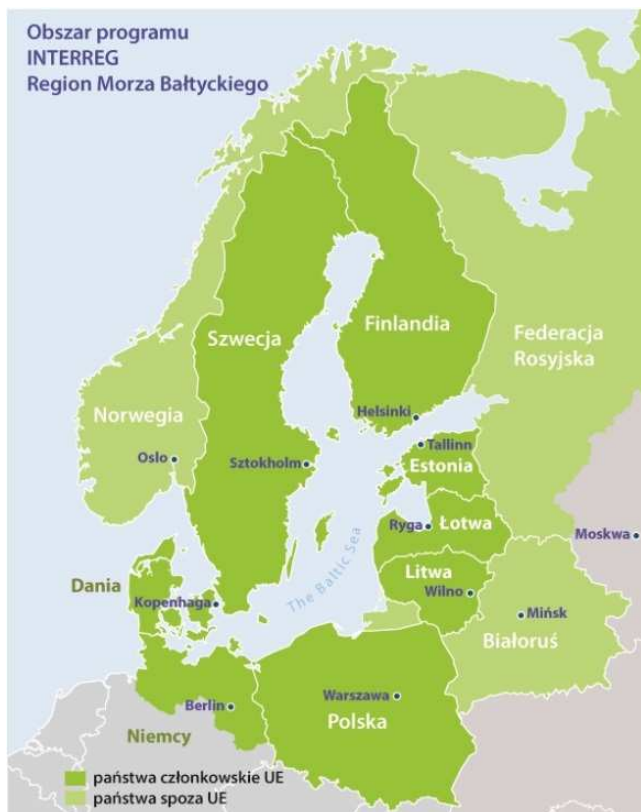 Obszar programu
INTERREG
Region Morza Bałtyckiego
Szwecja
Finlandia
Federacja
Rosyjska
Norwegia
Helsinki
Oslo
Sztokholm
Tallinn
Estonia
Ryga
Łotwa
Moskwa
The Baltic Sea
Dania
Litwa
Kopenhaga
Wilno
Mińsk
Białoruś
Berlin
Warszawa
Polska
Niemcy
państwa członkowskie UE
państwa spoza UE